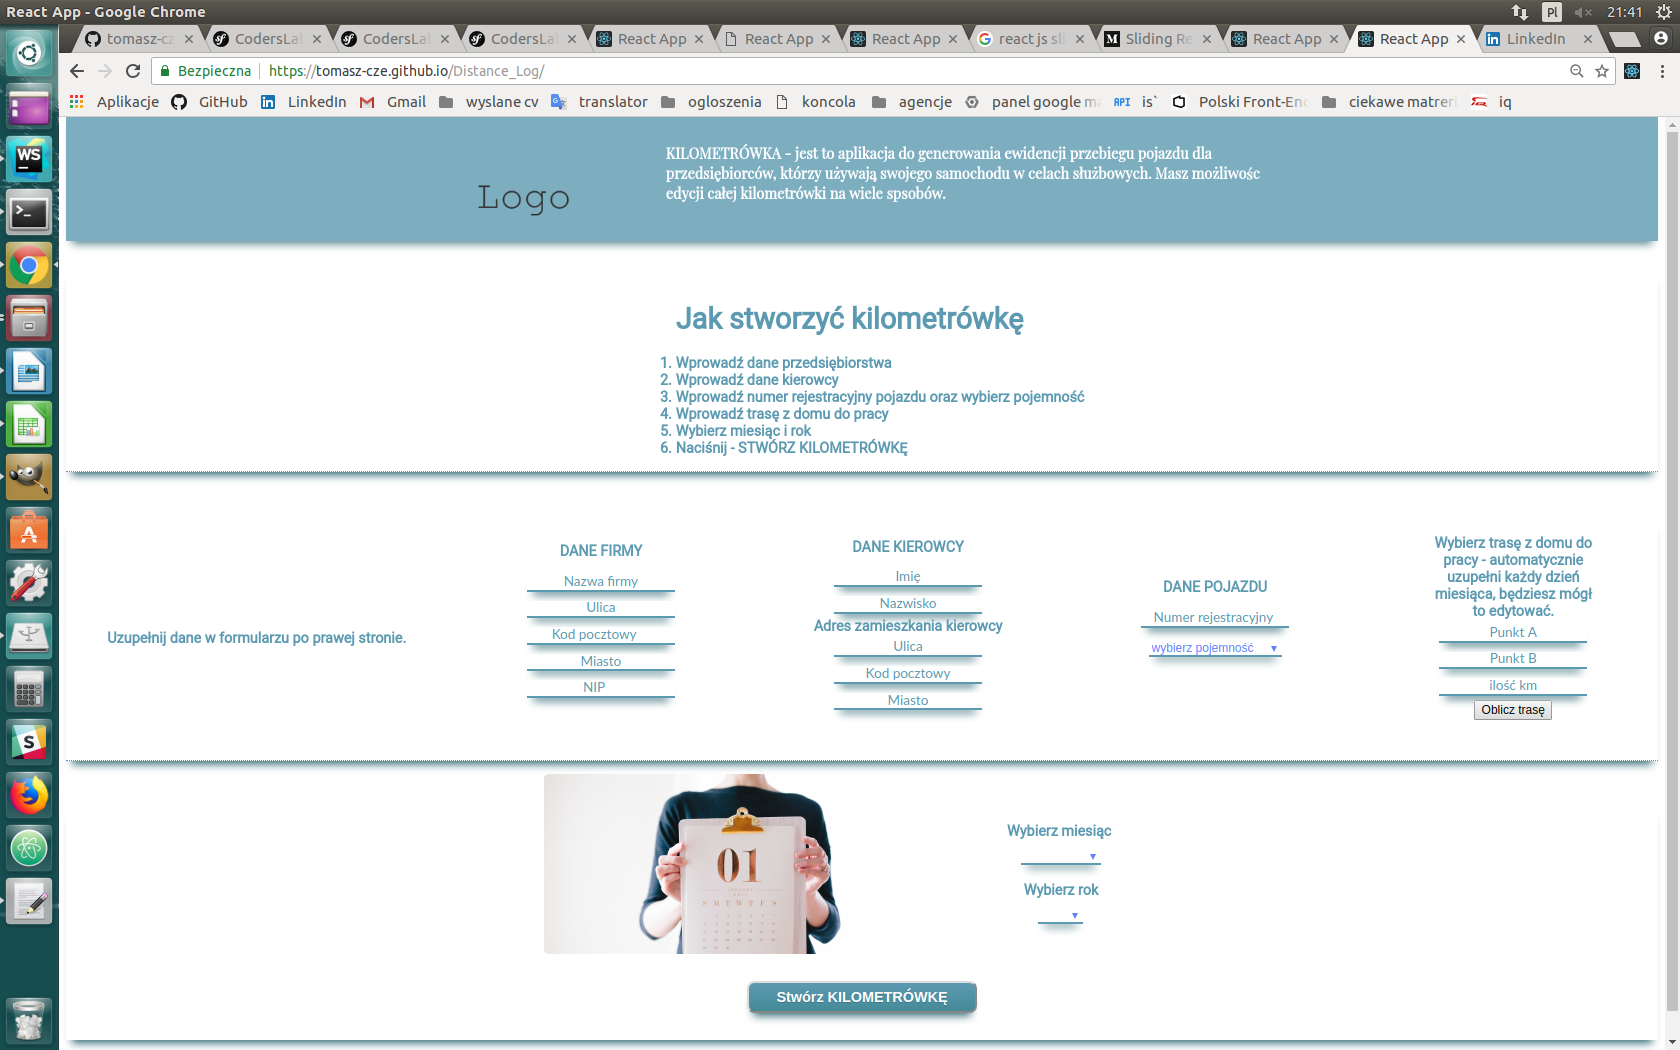 React App - Google Chrome
Pl
21:41
tomasz-cz
CodersLa
CodersLa
CodersLa
React App
React App
React App
react js sli
Sliding Re
React App
React App
LinkedIn
Bezpieczna
https://tomasz-cze.github.io/Distance_Log/
Aplikacje
GitHub
LinkedIn
Gmail
wyslane cv
translator
ogloszenia
koncola
agencje
panel google m
API
is`
Polski Front-En
ciekawe matre
iq
Logo
KILOMETRÓWKA - jest to aplikacja do generowania ewidencji przebiegu pojazdu dla
przedsiębiorców, którzy używają swojego samochodu w celach służbowych. Masz możliwośc
edycji całej kilometrówki na wiele spsobów.
Jak stworzyć kilometrówkę
1. Wprowadź dane przedsiębiorstwa
2. Wprowadź dane kierowcy
3. Wprowadź numer rejestracyjny pojazdu oraz wybierz pojemność
4. Wprowadź trasę z domu do pracy
5. Wybierz miesiąc i rok
6. Naciśnij - STWÓRZ KILOMETRÓWKĘ
Uzupełnij dane w formularzu po prawej stronie.
DANE FIRMY
Nazwa firmy
Ulica
Kod pocztowy
Miasto
NIP
DANE KIEROWCY
Imię
Nazwisko
Adres zamieszkania kierowcy
Ulica
Kod pocztowy
Miasto
DANE POJAZDU
Numer rejestracyjny
wybierz pojemność
Wybierz trasę z domu do
pracy - automatycznie
uzupełni każdy dzień
miesiąca, będziesz mógł
to edytować.
Punkt A
Punkt B
ilość km
Oblicz trasę
01
S M T W T F S
Wybierz miesiąc
Wybierz rok
Stwórz KILOMETRÓWKĘ